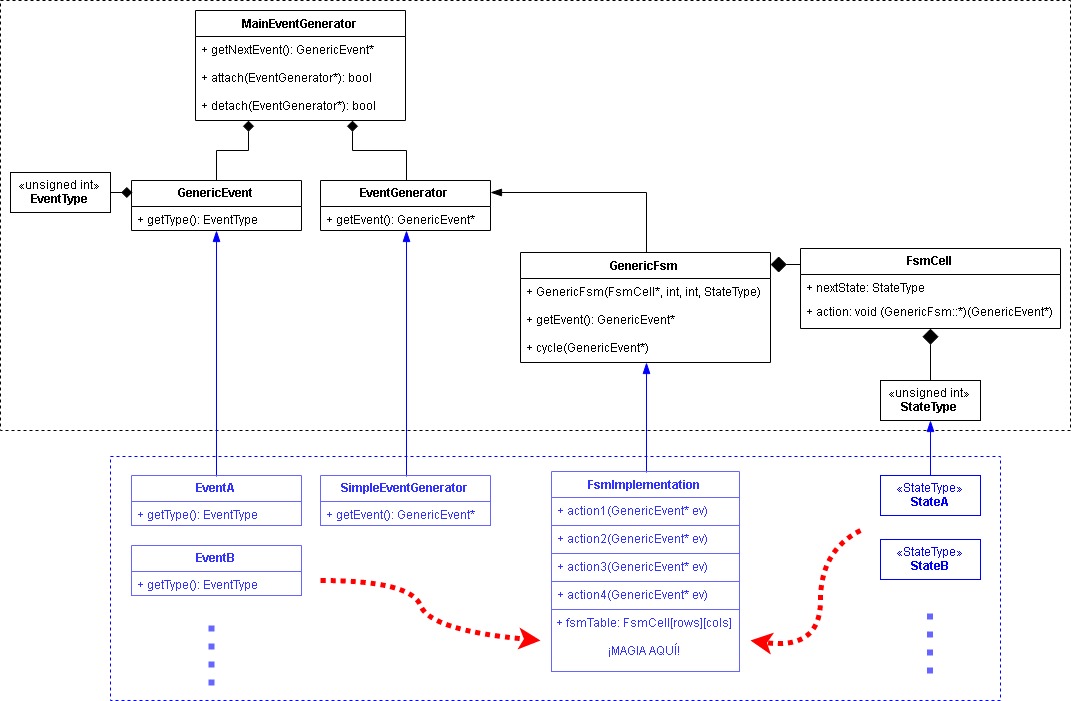 MainEventGenerator
+ getNextEvent(): GenericEvent*
+ attach(EventGenerator*): bool
+ detach(EventGenerator*): bool
«unsigned int»
EventType
GenericEvent
+ getType(): EventType
EventGenerator
+ getEvent(): GenericEvent*
GenericFsm
+ GenericFsm(FsmCell*, int, int, StateType)
+ getEvent(): GenericEvent*
+ cycle(GenericEvent*)
FsmCell
+ nextState: StateType
+ action: void (GenericFsm::*)(GenericEvent*)
«unsigned int»
StateType
EventA
+ getType(): EventType
EventB
+ getType(): EventType
SimpleEventGenerator
+ getEvent(): GenericEvent*
FsmImplementation
+ action1(GenericEvent* ev)
+ action2(GenericEvent* ev)
+ action3(GenericEvent* ev)
+ action4(GenericEvent* ev)
+ fsmTable: FsmCell[rows][cols]
¡MAGIA AQUÍ!
«StateType»
StateA
«StateType»
StateB